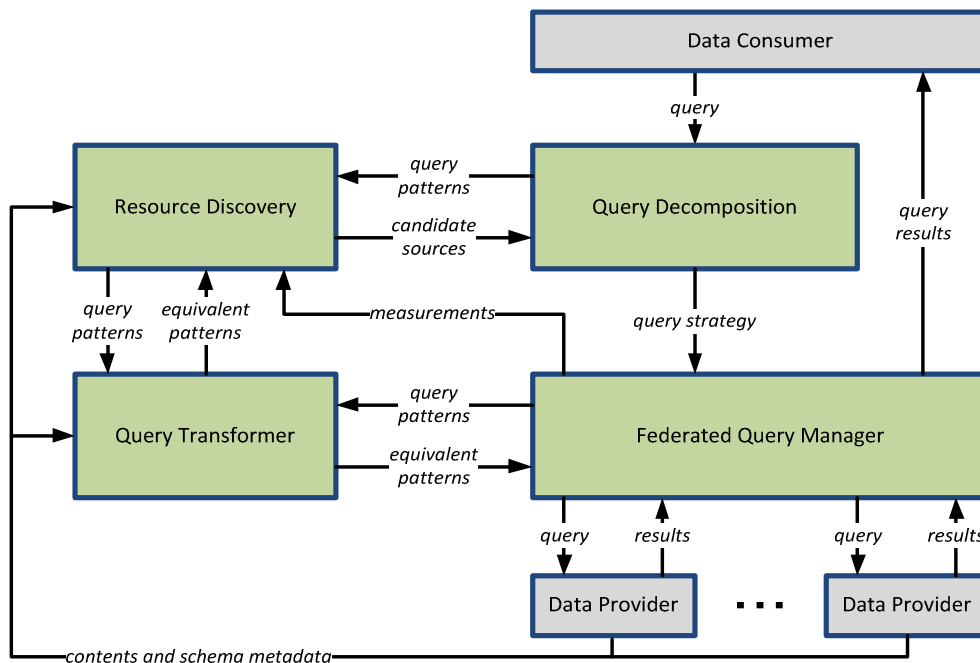 Data Consumer
query
query
patterns
Resource Discovery
Query Decomposition
candidate
sources
query
results
query
patterns
equivalent
patterns
measurements
query strategy
query
patterns
Query Transformer
Federated Query Manager
equivalent
patterns
query
results
query
results
Data Provider
...
Data Provider
contents and schema metadata